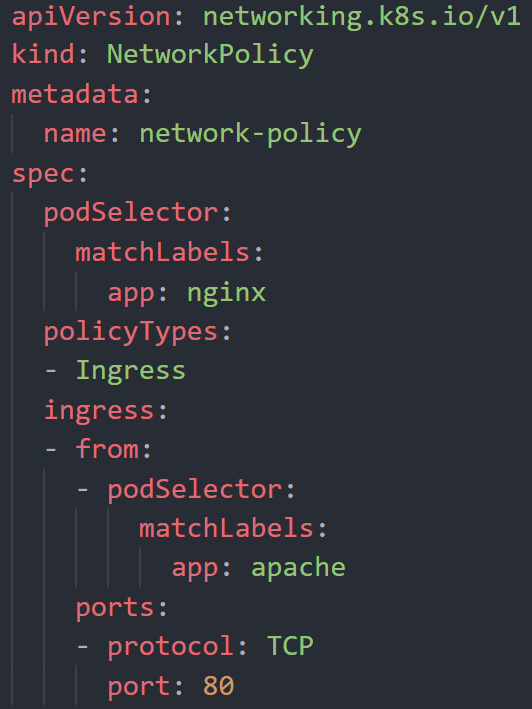 apiVersion: networking.k8s.io/v1
kind: NetworkPolicy
metadata:
  name: network-policy
spec:
  podSelector:
    matchLabels:
      app: nginx
  policyTypes:
  - Ingress
  ingress:
  - from:
    - podSelector:
        matchLabels:
          app: apache
    ports:
    - protocol: TCP
      port: 80